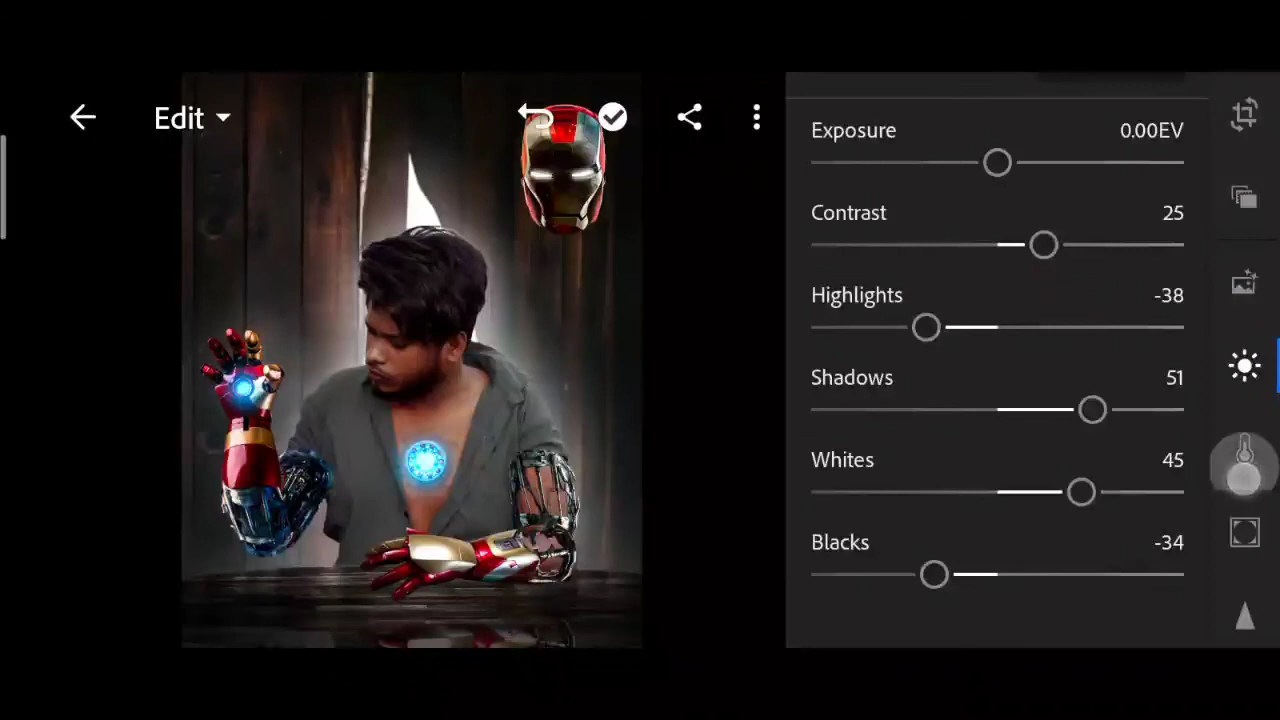 Edit
Exposure 0.00EV
Contrast 25
Highlights -38
Shadows 51
Whites 45
Blacks -34